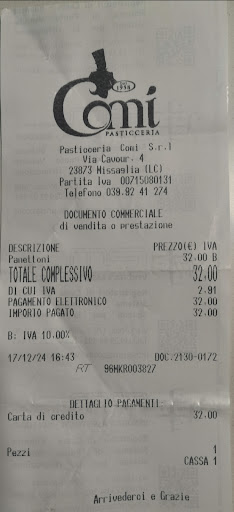 1998
Comi
PASTICCERIA
Pasticceria Comi S.r.l
Via Cavour, 4
23873 Missaglia (LC)
Partita Iva 00715080131
Telefono 039.92 41 274
DOCUMENTO COMMERCIALE
di vendita o prestazione
DESCRIZIONE PREZZO(€) IVA
Panettoni 32.00 B
TOTALE COMPLESSIVO 32.00
DI CUI IVA 2.91
PAGAMENTO ELETTRONICO 32.00
IMPORTO PAGATO 32.00
B: IVA 10.00%
17/12/24 16:43 DOC:2130-0172
RT 96MKR003827
DETTAGLIO PAGAMENTI
Carta di credito 32.00
Pezzi 1
CASSA 1
Arrivederci e Grazie